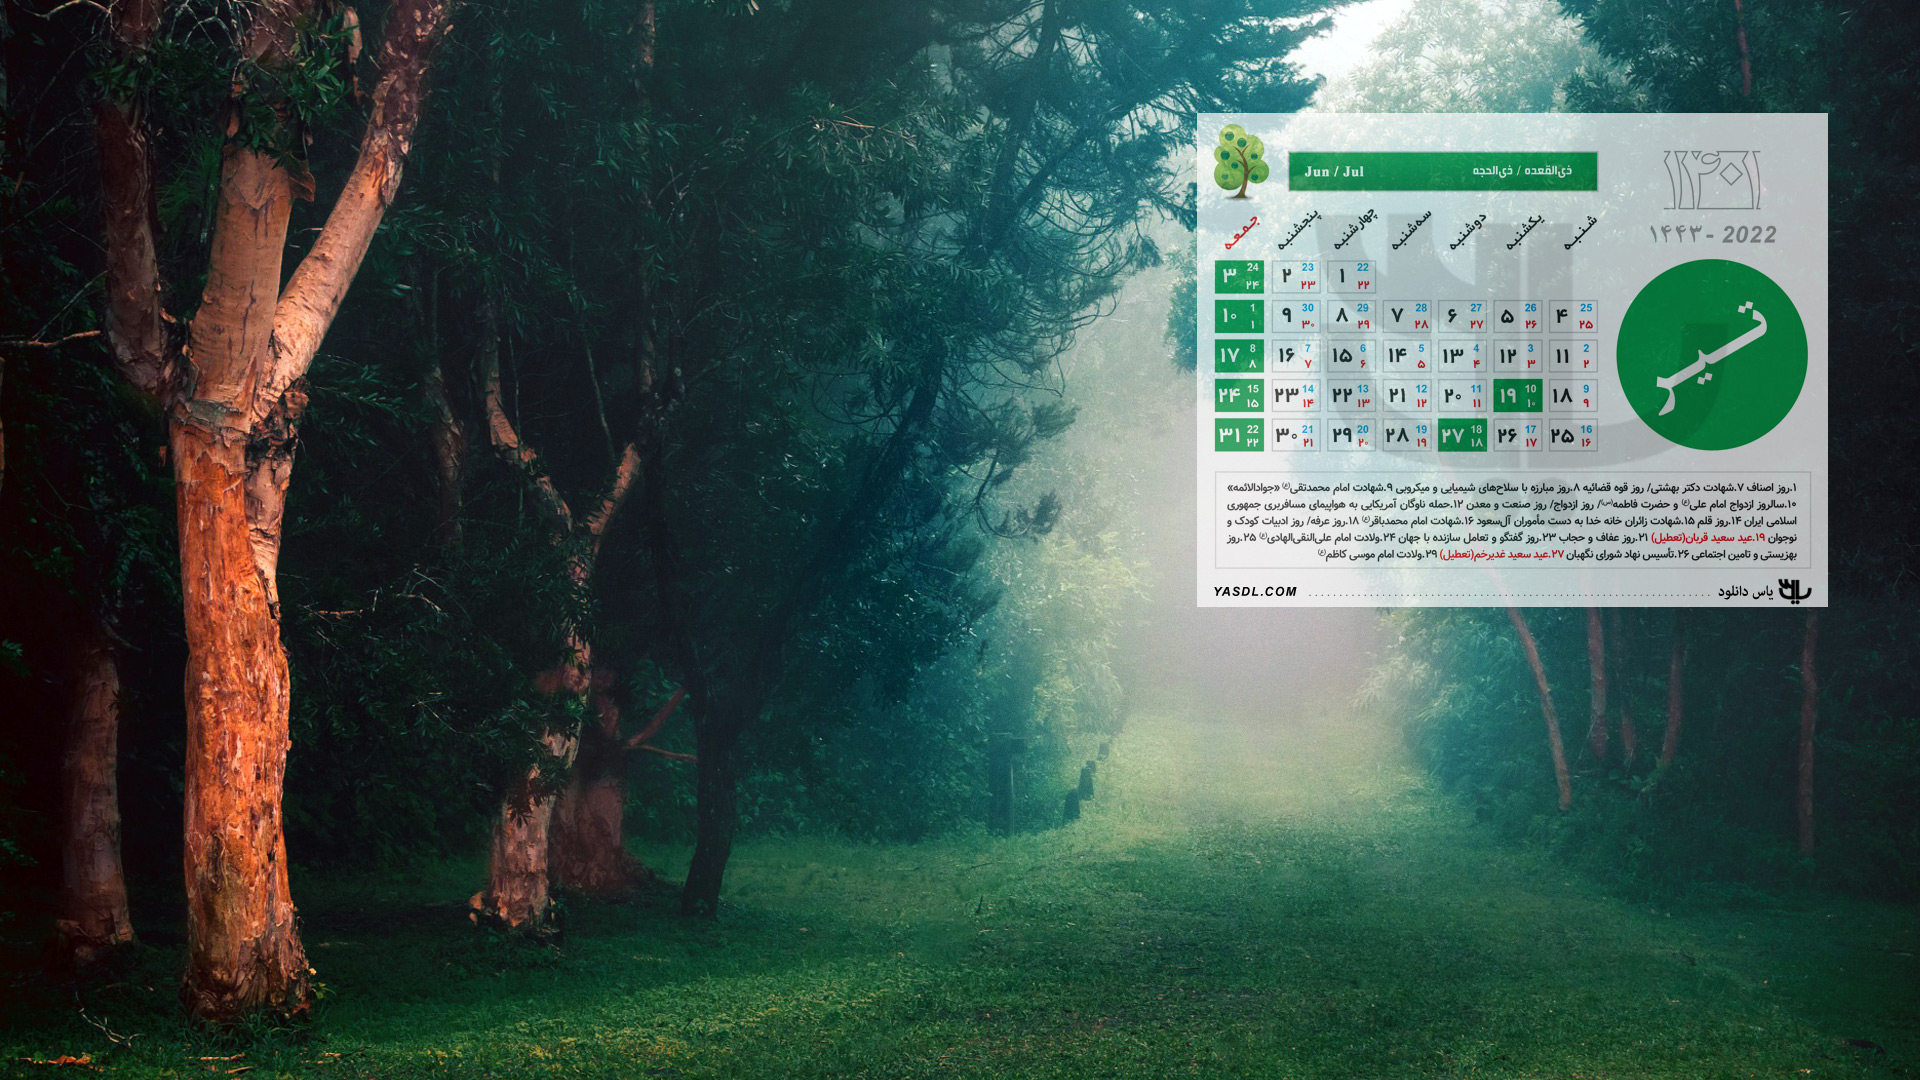 Jun / Jul ذی‌القعده / ذی‌الحجه
۱۴۰۱
۱۴۴۳ - 2022
شنبه یکشنبه دوشنبه سه‌شنبه چهارشنبه پنجشنبه جمعه
۱ 22 ۲۲ ۲ 23 ۲۳ ۳ 24 ۲۴
۴ 25 ۲۵ ۵ 26 ۲۶ ۶ 27 ۲۷ ۷ 28 ۲۸ ۸ 29 ۲۹ ۹ 30 ۳۰ ۱۰ 1 ۱
۱۱ 2 ۲ ۱۲ 3 ۳ ۱۳ 4 ۴ ۱۴ 5 ۵ ۱۵ 6 ۶ ۱۶ 7 ۷ ۱۷ 8 ۸
۱۸ 9 ۹ ۱۹ 10 ۱۰ ۲۰ 11 ۱۱ ۲۱ 12 ۱۲ ۲۲ 13 ۱۳ ۲۳ 14 ۱۴ ۲۴ 15 ۱۵
۲۵ 16 ۱۶ ۲۶ 17 ۱۷ ۲۷ 18 ۱۸ ۲۸ 19 ۱۹ ۲۹ 20 ۲۰ ۳۰ 21 ۲۱ ۳۱ 22 ۲۲
تیر
۱.روز اصناف ۷.شهادت دکتر بهشتی/ روز قوه قضائیه ۸.روز مبارزه با سلاح‌های شیمیایی و میکروبی ۹.شهادت امام محمدتقی(ع) «جوادالائمه»
۱۰.سالروز ازدواج امام علی(ع) و حضرت فاطمه(س)/ روز ازدواج/ روز صنعت و معدن ۱۲.حمله ناوگان آمریکایی به هواپیمای مسافربری جمهوری
اسلامی ایران ۱۴.روز قلم ۱۵.شهادت زائران خانه خدا به دست مأموران آل‌سعود ۱۶.شهادت امام محمدباقر(ع) ۱۸.روز عرفه/ روز ادبیات کودک و
نوجوان ۱۹.عید سعید قربان(تعطیل) ۲۱.روز عفاف و حجاب ۲۳.روز گفتگو و تعامل سازنده با جهان ۲۴.ولادت امام علی‌النقی‌الهادی(ع) ۲۵.روز
بهزیستی و تامین اجتماعی ۲۶.تأسیس نهاد شورای نگهبان ۲۷.عید سعید غدیرخم(تعطیل) ۲۹.ولادت امام موسی کاظم(ع)
یاس دانلود YASDL.COM